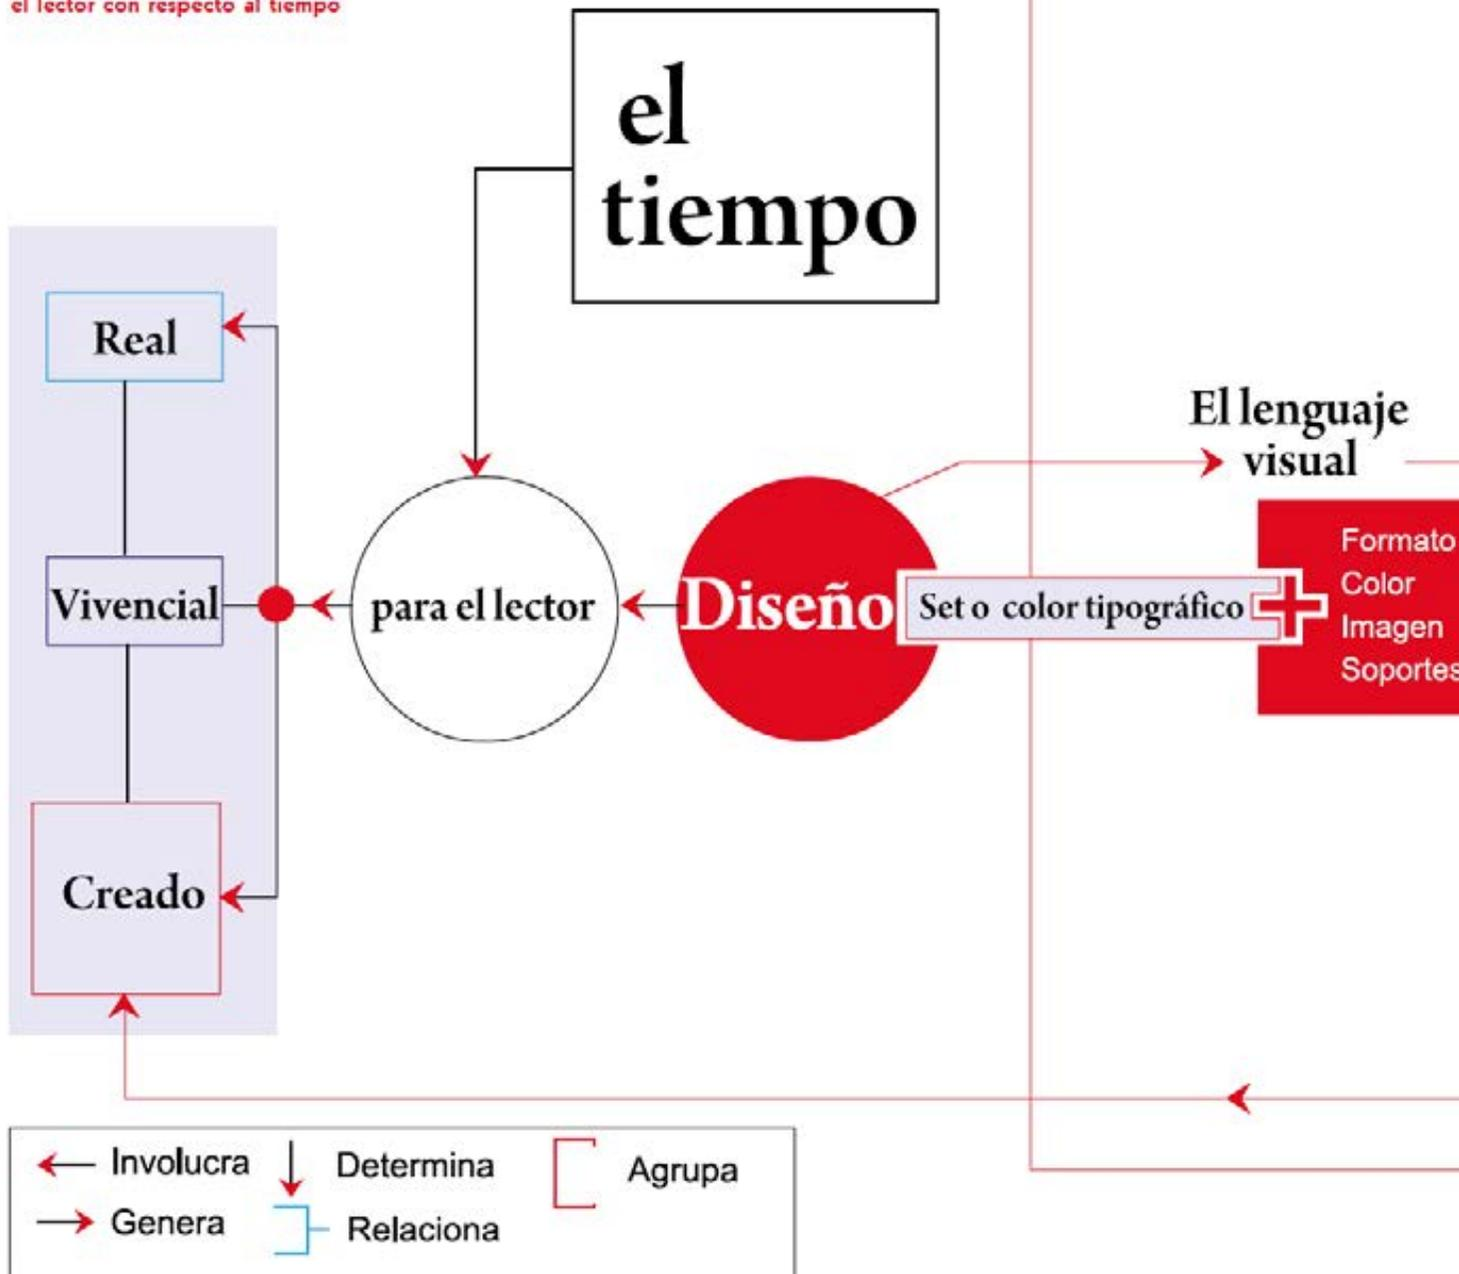 el lector con respecto al tiempo
el
tiempo
Real
El lenguaje
visual
Formato
Color
Imagen
Soportes
Vivencial
para el lector
Diseño
Set o color tipográfico
Creado
Involucra
Determina
Agrupa
Genera
Relaciona